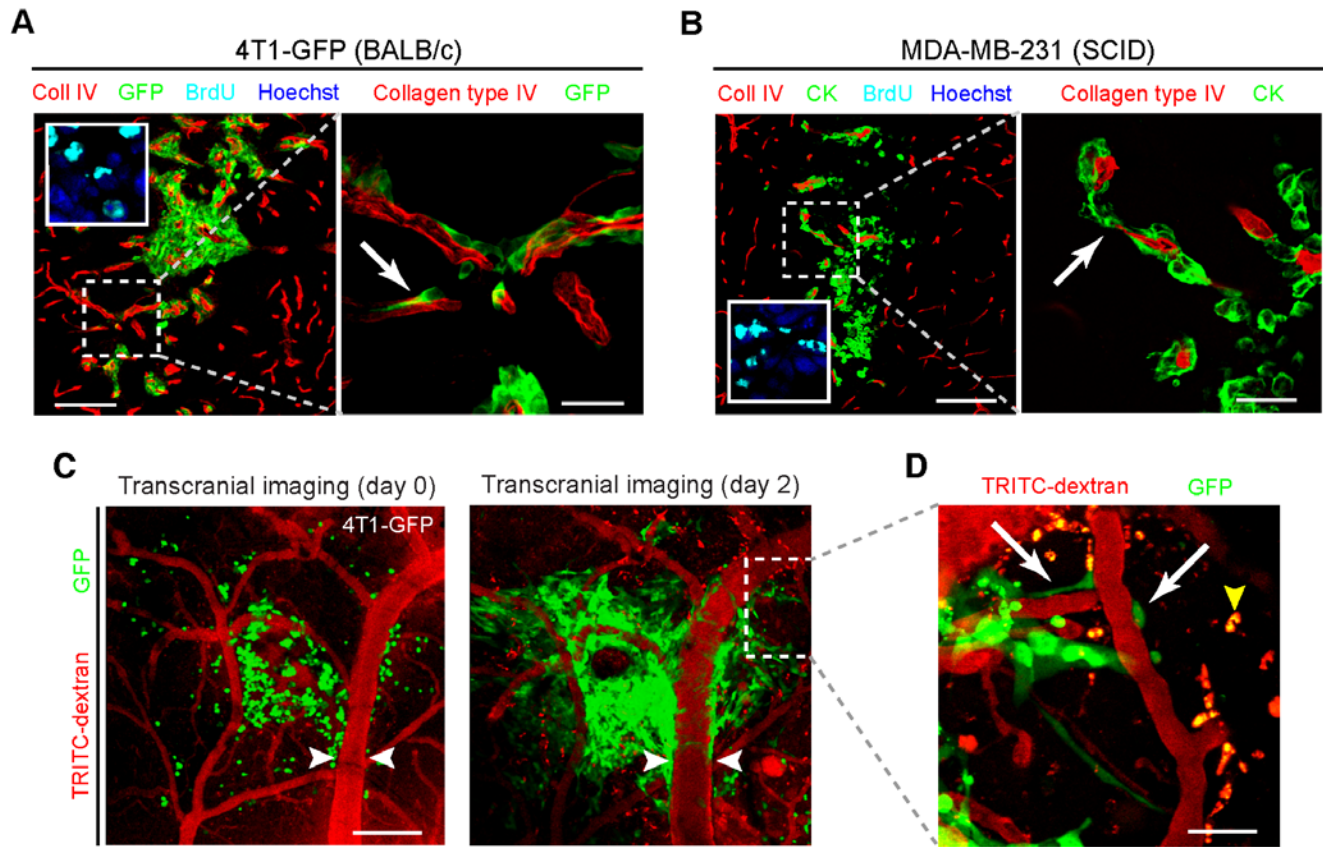 A
4T1-GFP (BALB/c)
Coll IV GFP BrdU Hoechst Collagen type IV GFP
B
MDA-MB-231 (SCID)
Coll IV CK BrdU Hoechst Collagen type IV CK
C
Transcranial imaging (day 0)
Transcranial imaging (day 2)
4T1-GFP
GFP
TRITC-dextran
D
TRITC-dextran GFP